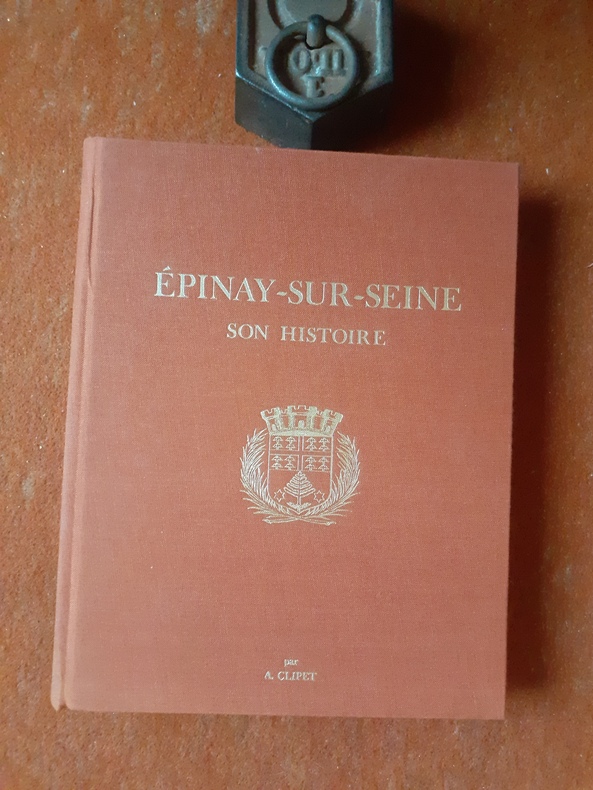 ÉPINAY-SUR-SEINE
SON HISTOIRE
par
A. CLIPET